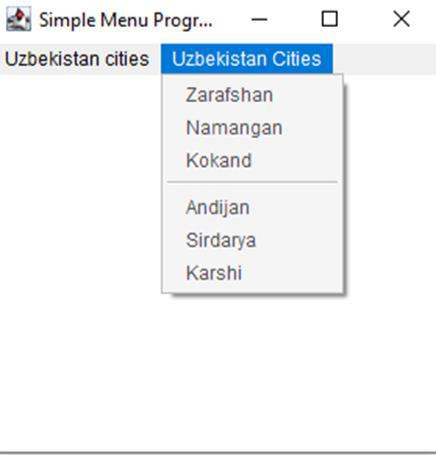 Simple Menu Progr...
Uzbekistan cities Uzbekistan Cities
Zarafshan
Namangan
Kokand
Andijan
Sirdarya
Karshi